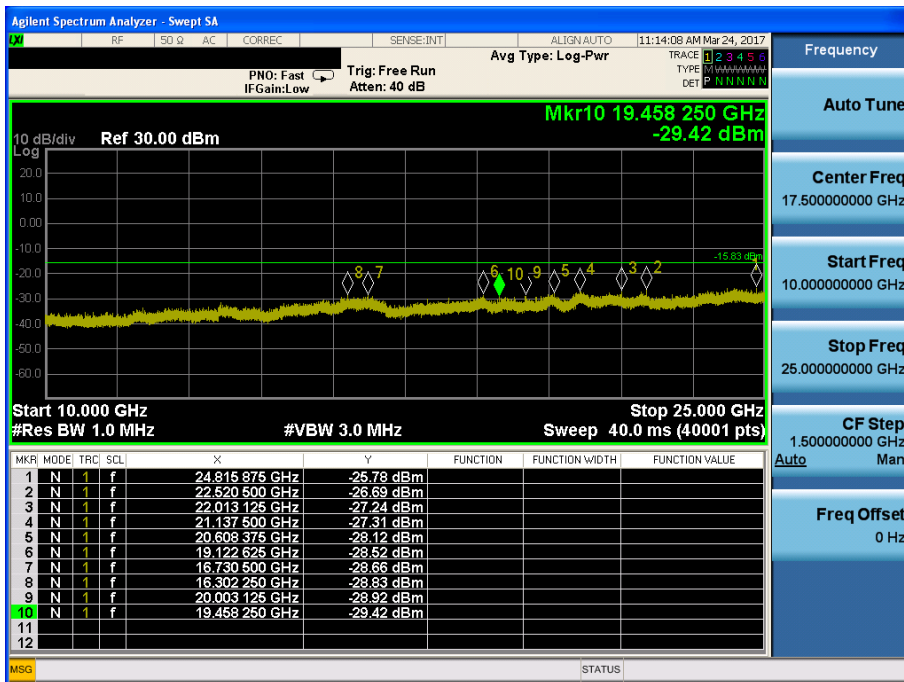 Agilent Spectrum Analyzer - Swept SA
LXI RF 50 Ω AC CORREC SENSE:INT ALIGN AUTO 11:14:08 AM Mar 24, 2017
PNO: Fast
IFGain:Low
Trig: Free Run
Atten: 40 dB
Avg Type: Log-Pwr
TRACE 1 2 3 4 5 6
TYPE M
DET P N N N N N
Mkr10 19.458 250 GHz
-29.42 dBm
10 dB/div Ref 30.00 dBm
Log
20.0
10.0
0.00
-10.0
-20.0
-30.0
-40.0
-50.0
-60.0
-15.83 dBm
8 7 6 10 9 5 4 3 2 1
Start 10.000 GHz Stop 25.000 GHz
#Res BW 1.0 MHz #VBW 3.0 MHz Sweep 40.0 ms (40001 pts)
MKR MODE TRC SCL X Y FUNCTION FUNCTION WIDTH FUNCTION VALUE
1 N 1 f 24.815 875 GHz -25.78 dBm
2 N 1 f 22.520 500 GHz -26.69 dBm
3 N 1 f 22.013 125 GHz -27.24 dBm
4 N 1 f 21.137 500 GHz -27.31 dBm
5 N 1 f 20.608 375 GHz -28.12 dBm
6 N 1 f 19.122 625 GHz -28.52 dBm
7 N 1 f 16.730 500 GHz -28.66 dBm
8 N 1 f 16.302 250 GHz -28.83 dBm
9 N 1 f 20.003 125 GHz -28.92 dBm
10 N 1 f 19.458 250 GHz -29.42 dBm
11
12
MSG STATUS
Frequency
Auto Tune
Center Freq
17.500000000 GHz
Start Freq
10.000000000 GHz
Stop Freq
25.000000000 GHz
CF Step
1.500000000 GHz
Auto Man
Freq Offset
0 Hz